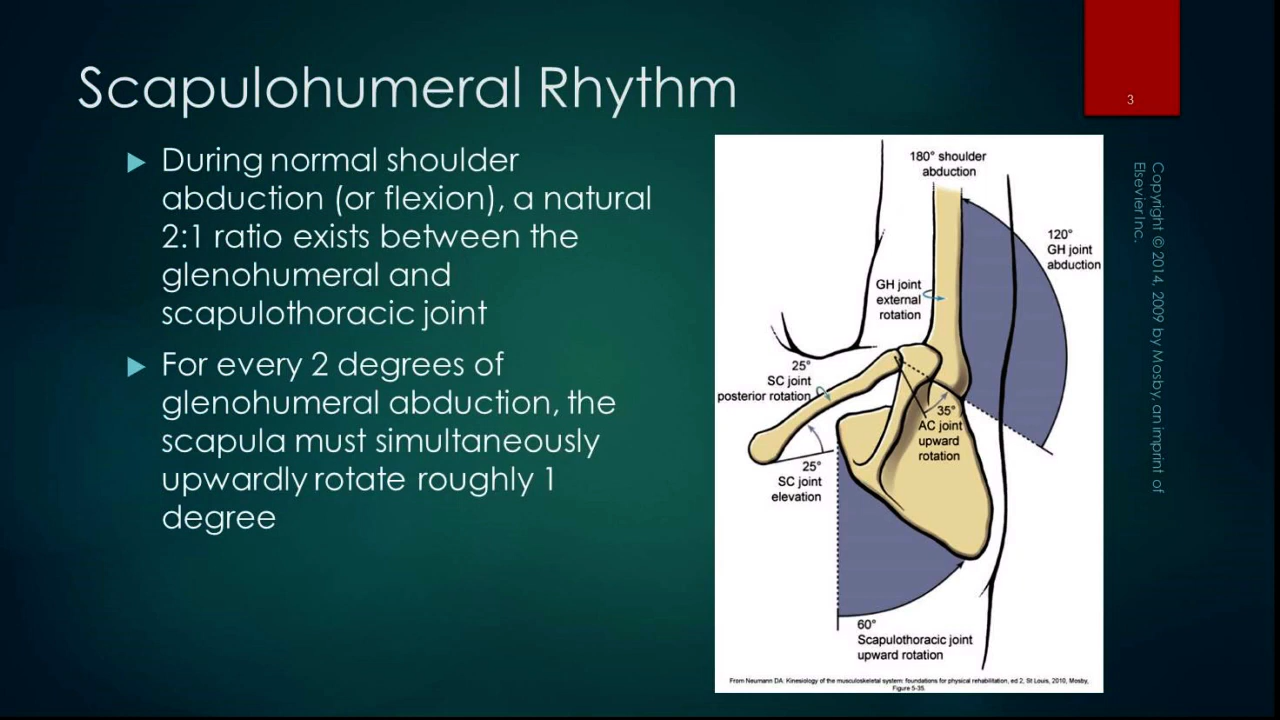 Scapulohumeral Rhythm
3
During normal shoulder
abduction (or flexion), a natural
2:1 ratio exists between the
glenohumeral and
scapulothoracic joint
For every 2 degrees of
glenohumeral abduction, the
scapula must simultaneously
upwardly rotate roughly 1
degree
180° shoulder
abduction
120°
GH joint
abduction
GH joint
external
rotation
25°
SC joint
posterior rotation
35°
AC joint
upward
rotation
25°
SC joint
elevation
60°
Scapulothoracic joint
upward rotation
From Neumann DA: Kinesiology of the musculoskeletal system: foundations for physical rehabilitation, ed 2, St Louis, 2010, Mosby,
Figure 5-35.
Copyright © 2014, 2009 by Mosby, an imprint of
Elsevier Inc.